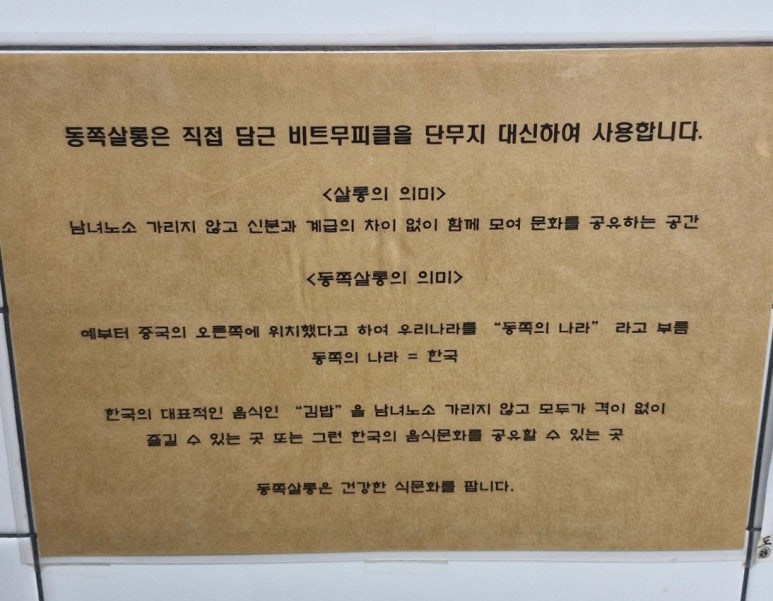 동쪽살롱은 직접 담근 비트무피클을 단무지 대신하여 사용합니다.
<살롱의 의미>
남녀노소 가리지 않고 신분과 계급의 차이 없이 함께 모여 문화를 공유하는 공간
<동쪽살롱의 의미>
예부터 중국의 오른쪽에 위치했다고 하여 우리나라를 “동쪽의 나라” 라고 부름
동쪽의 나라 = 한국
한국의 대표적인 음식인 “김밥”을 남녀노소 가리지 않고 모두가 격이 없이
즐길 수 있는 곳 또는 그런 한국의 음식문화를 공유할 수 있는 곳
동쪽살롱은 건강한 식문화를 팝니다.